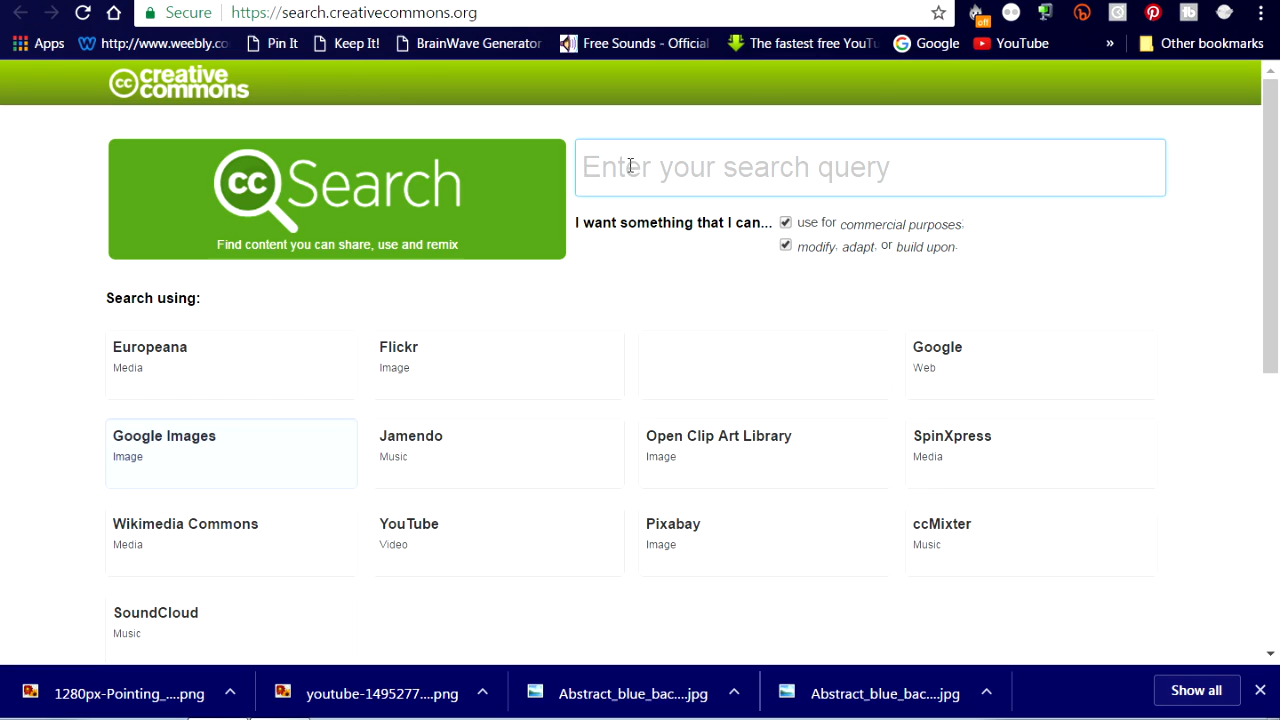 Secure https://search.creativecommons.org
off
Apps http://www.weebly.co Pin It Keep It! BrainWave Generator Free Sounds - Official The fastest free YouTu Google YouTube » Other bookmarks
cc creative commons
cc Search
Find content you can share, use and remix
Enter your search query
I want something that I can... use for commercial purposes;
modify, adapt, or build upon.
Search using:
Europeana Flickr Google
Media Image Web
Google Images Jamendo Open Clip Art Library SpinXpress
Image Music Image Media
Wikimedia Commons YouTube Pixabay ccMixter
Media Video Image Music
SoundCloud
Music
1280px-Pointing_....png youtube-1495277....png Abstract_blue_bac....jpg Abstract_blue_bac....jpg Show all